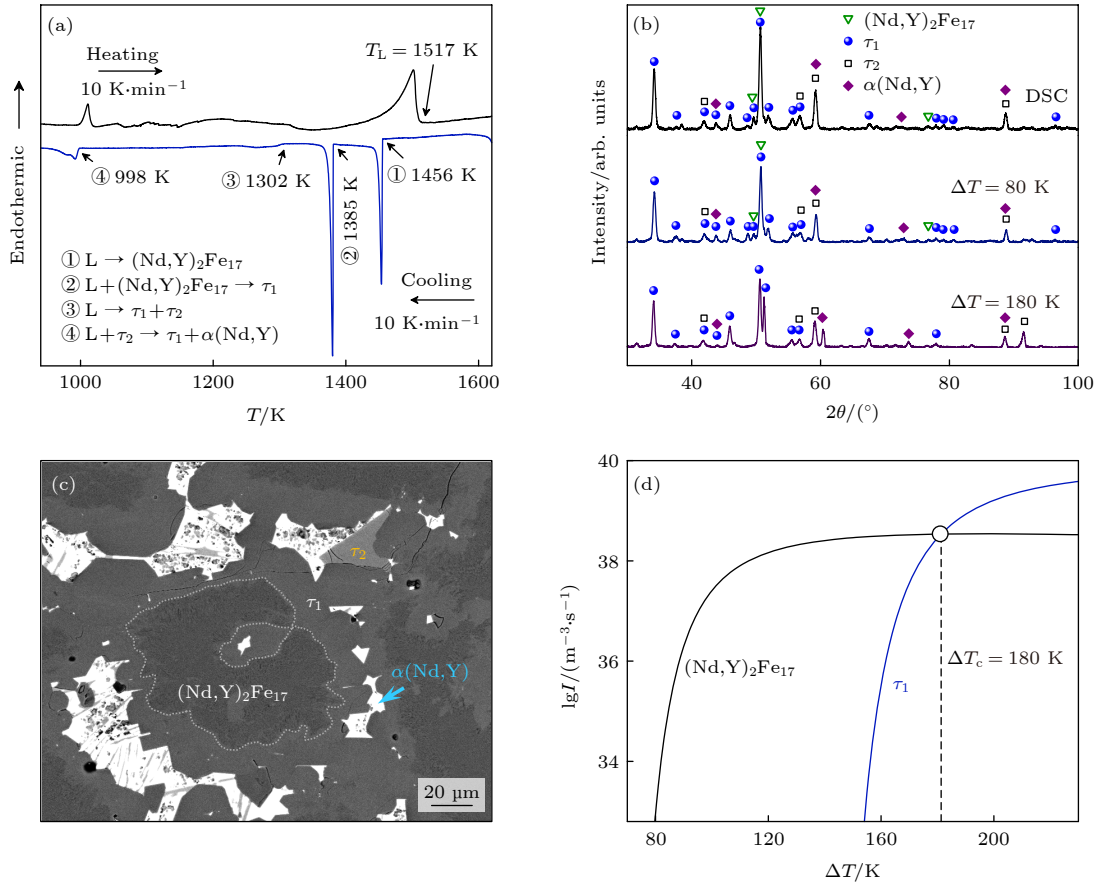 (a)
Heating
10 K·min⁻¹
T_L = 1517 K
Endothermic
④ 998 K
③ 1302 K
② 1385 K
① 1456 K
① L → (Nd,Y)₂Fe₁₇
② L+(Nd,Y)₂Fe₁₇ → τ₁
③ L → τ₁+τ₂
④ L+τ₂ → τ₁+α(Nd,Y)
Cooling
10 K·min⁻¹
1000 1200 1400 1600
T/K
(b)
(Nd,Y)₂Fe₁₇
τ₁
τ₂
α(Nd,Y)
DSC
ΔT = 80 K
ΔT = 180 K
Intensity/arb. units
40 60 80 100
2θ/(°)
(c)
τ₂
τ₁
α(Nd,Y)
(Nd,Y)₂Fe₁₇
20 µm
(d)
40
38
36
34
lgI/(m⁻³·s⁻¹)
(Nd,Y)₂Fe₁₇
τ₁
ΔT_c = 180 K
80 120 160 200
ΔT/K